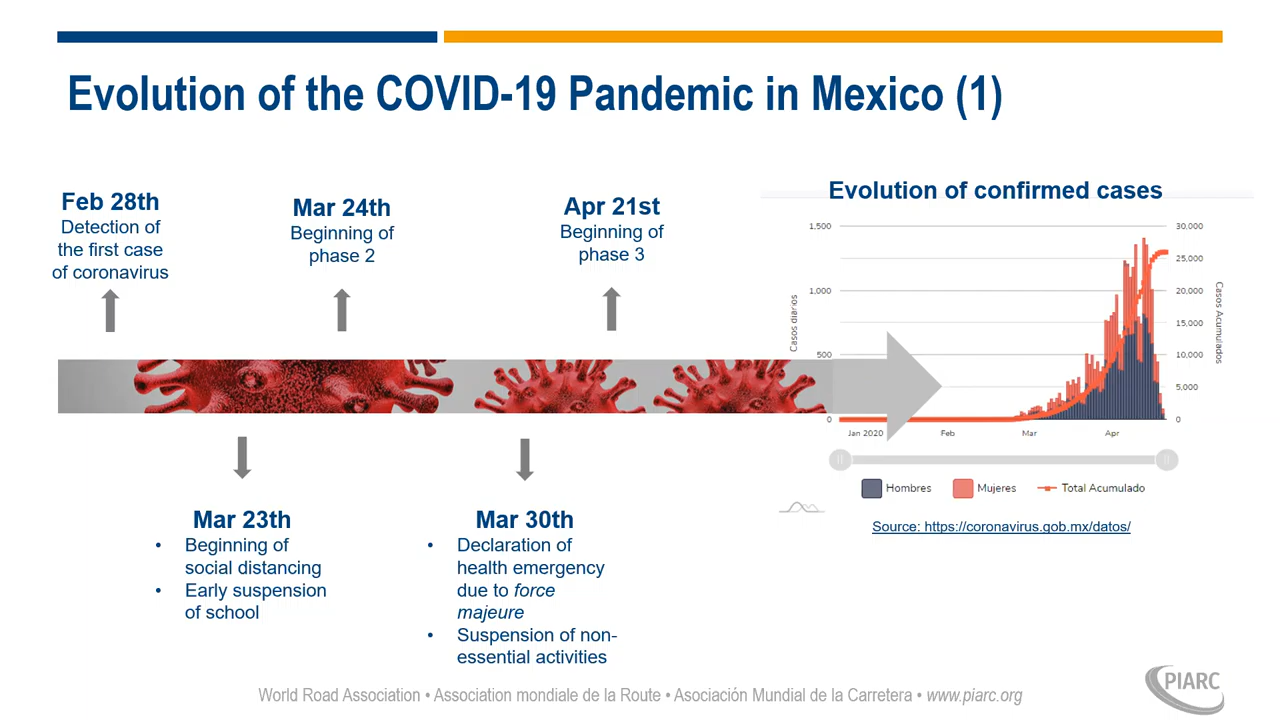 Evolution of the COVID-19 Pandemic in Mexico (1)
Feb 28th
Detection of
the first case
of coronavirus
Mar 24th
Beginning of
phase 2
Apr 21st
Beginning of
phase 3
Mar 23th
• Beginning of
social distancing
• Early suspension
of school
Mar 30th
• Declaration of
health emergency
due to force
majeure
• Suspension of non-
essential activities
Evolution of confirmed cases
1,500
1,000
500
0
Casos diarios
30,000
25,000
20,000
15,000
10,000
5,000
0
Casos Acumulados
Jan 2020
Feb
Mar
Apr
Hombres
Mujeres
Total Acumulado
Source: https://coronavirus.gob.mx/datos/
World Road Association • Association mondiale de la Route • Asociación Mundial de la Carretera • www.piarc.org
PIARC